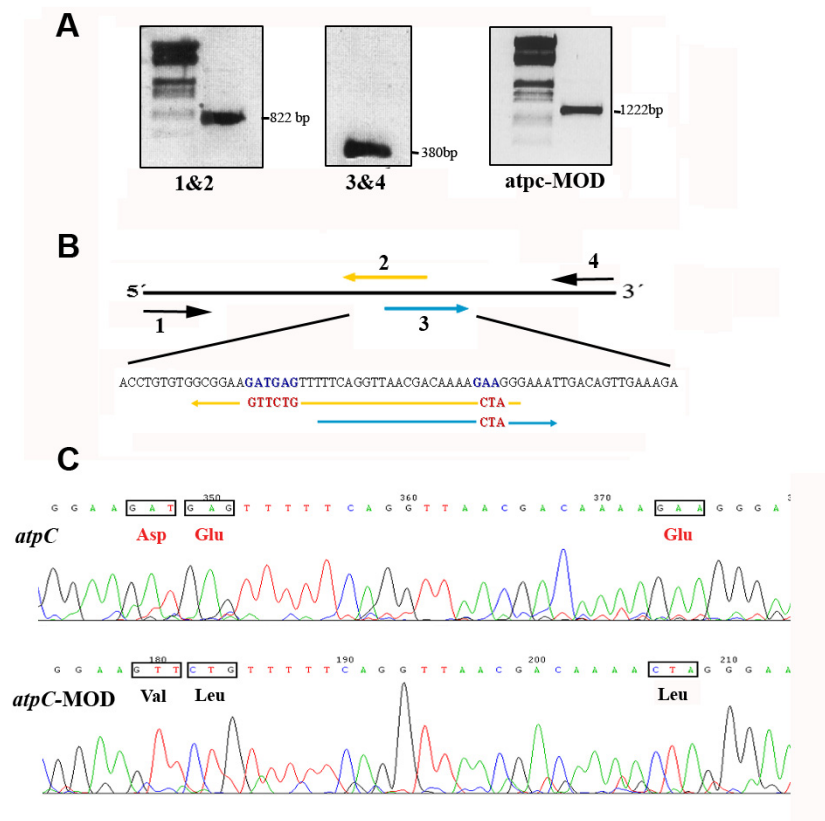 A
822 bp
380bp
1222bp
1&2
3&4
atpc-MOD
B
2
4
5´
3´
1
3
ACCTGTGTGGCGGAAGATGAGTTTTTCAGGTTAACGACAAAAGAAGGGAAATTGACAGTTGAAAGA
GTTCTG
CTA
CTA
C
350
360
370
G G A A G A T G A G T T T T T C A G G T T A A C G A C A A A A G A A G G G A
atpC
Asp
Glu
Glu
180
190
200
210
G G A A G T T C T G T T T T T C A G G T T A A C G A C A A A A C T A G G G A A
atpC-MOD
Val
Leu
Leu